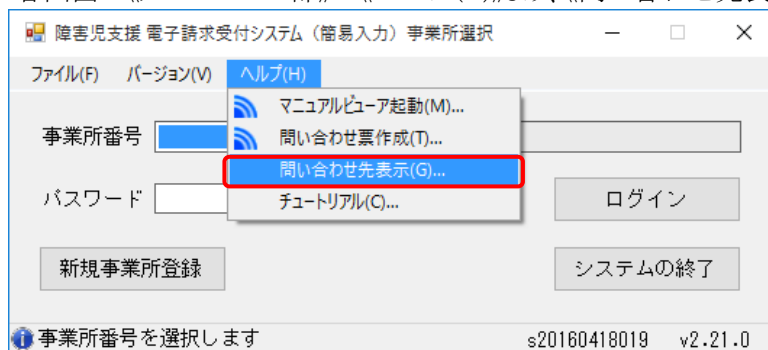 障害児支援 電子請求受付システム（簡易入力）事業所選択
ファイル(F) バージョン(V) ヘルプ(H)
マニュアルビューア起動(M)...
事業所番号
問い合わせ票作成(T)...
問い合わせ先表示(G)...
パスワード
チュートリアル(C)...
ログイン
新規事業所登録
システムの終了
事業所番号を選択します
s20160418019 v2.21.0